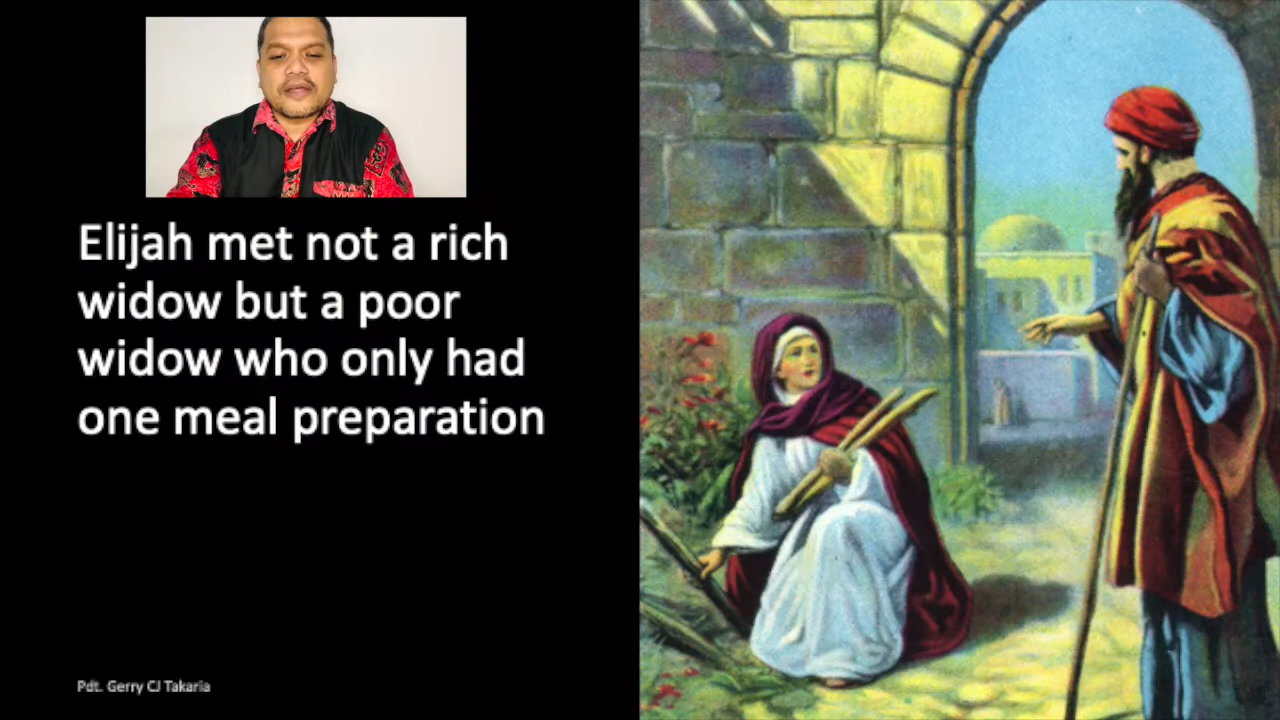 Elijah met not a rich
widow but a poor
widow who only had
one meal preparation
Pdt. Gerry CJ Takaria